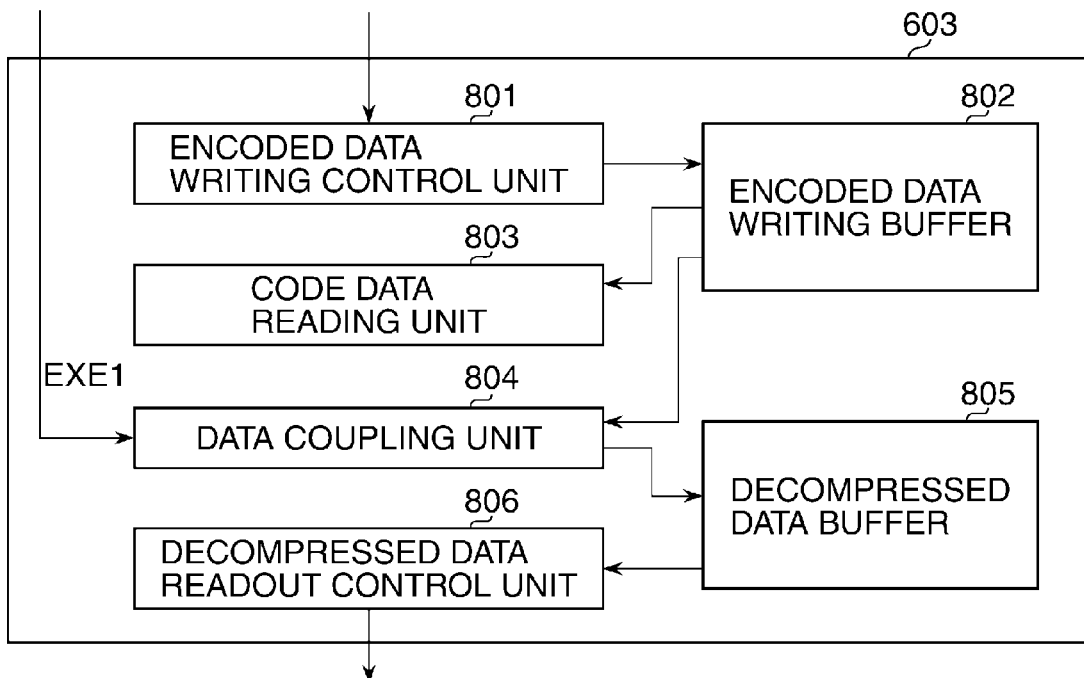 603
801
ENCODED DATA
WRITING CONTROL UNIT
802
ENCODED DATA
WRITING BUFFER
803
CODE DATA
READING UNIT
EXE1
804
DATA COUPLING UNIT
805
DECOMPRESSED
DATA BUFFER
806
DECOMPRESSED DATA
READOUT CONTROL UNIT